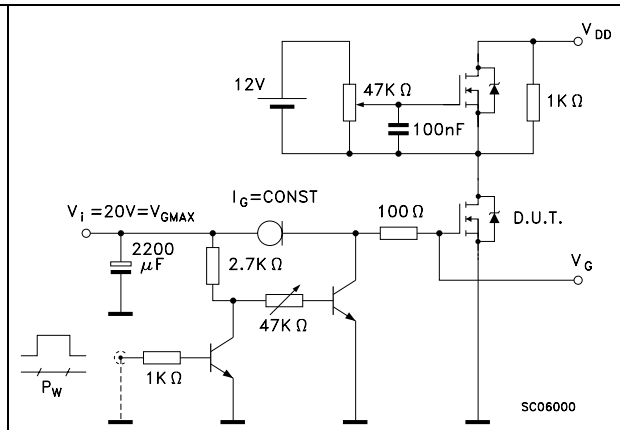 V DD
12V
47K Ω
1K Ω
100nF
I G =CONST
V i =20V=V GMAX
100 Ω
D.U.T.
2200
μF
2.7K Ω
V G
47K Ω
1K Ω
P W
SC06000